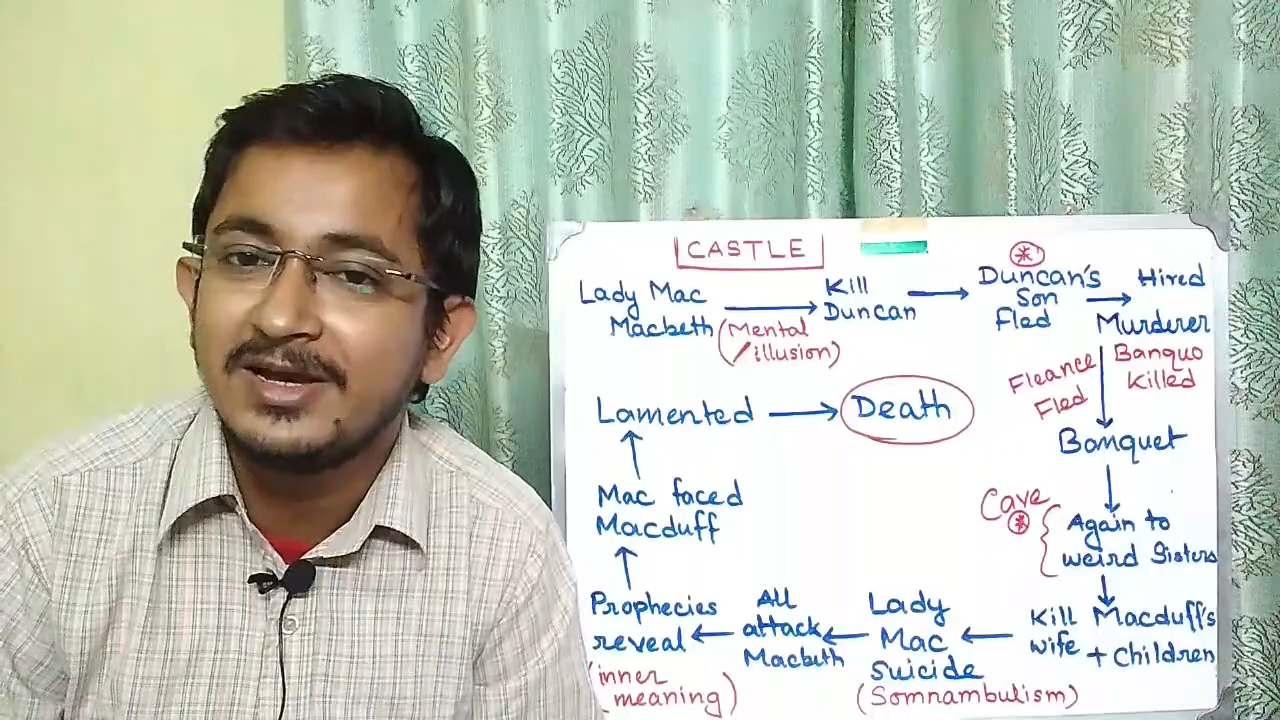 CASTLE
Lady Mac
Macbeth
(Mental
illusion)
Kill
Duncan
Duncan's
Son
Fled
Hired
Murderer
Banquo
Killed
Fleance
Fled
Banquet
Cave
Again to
weird Sisters
Kill Macduff's
wife + Children
Lady
Mac
suicide
(Somnambulism)
All
attack
Macbeth
Prophecies
reveal
(inner
meaning)
Mac faced
Macduff
Lamented
Death